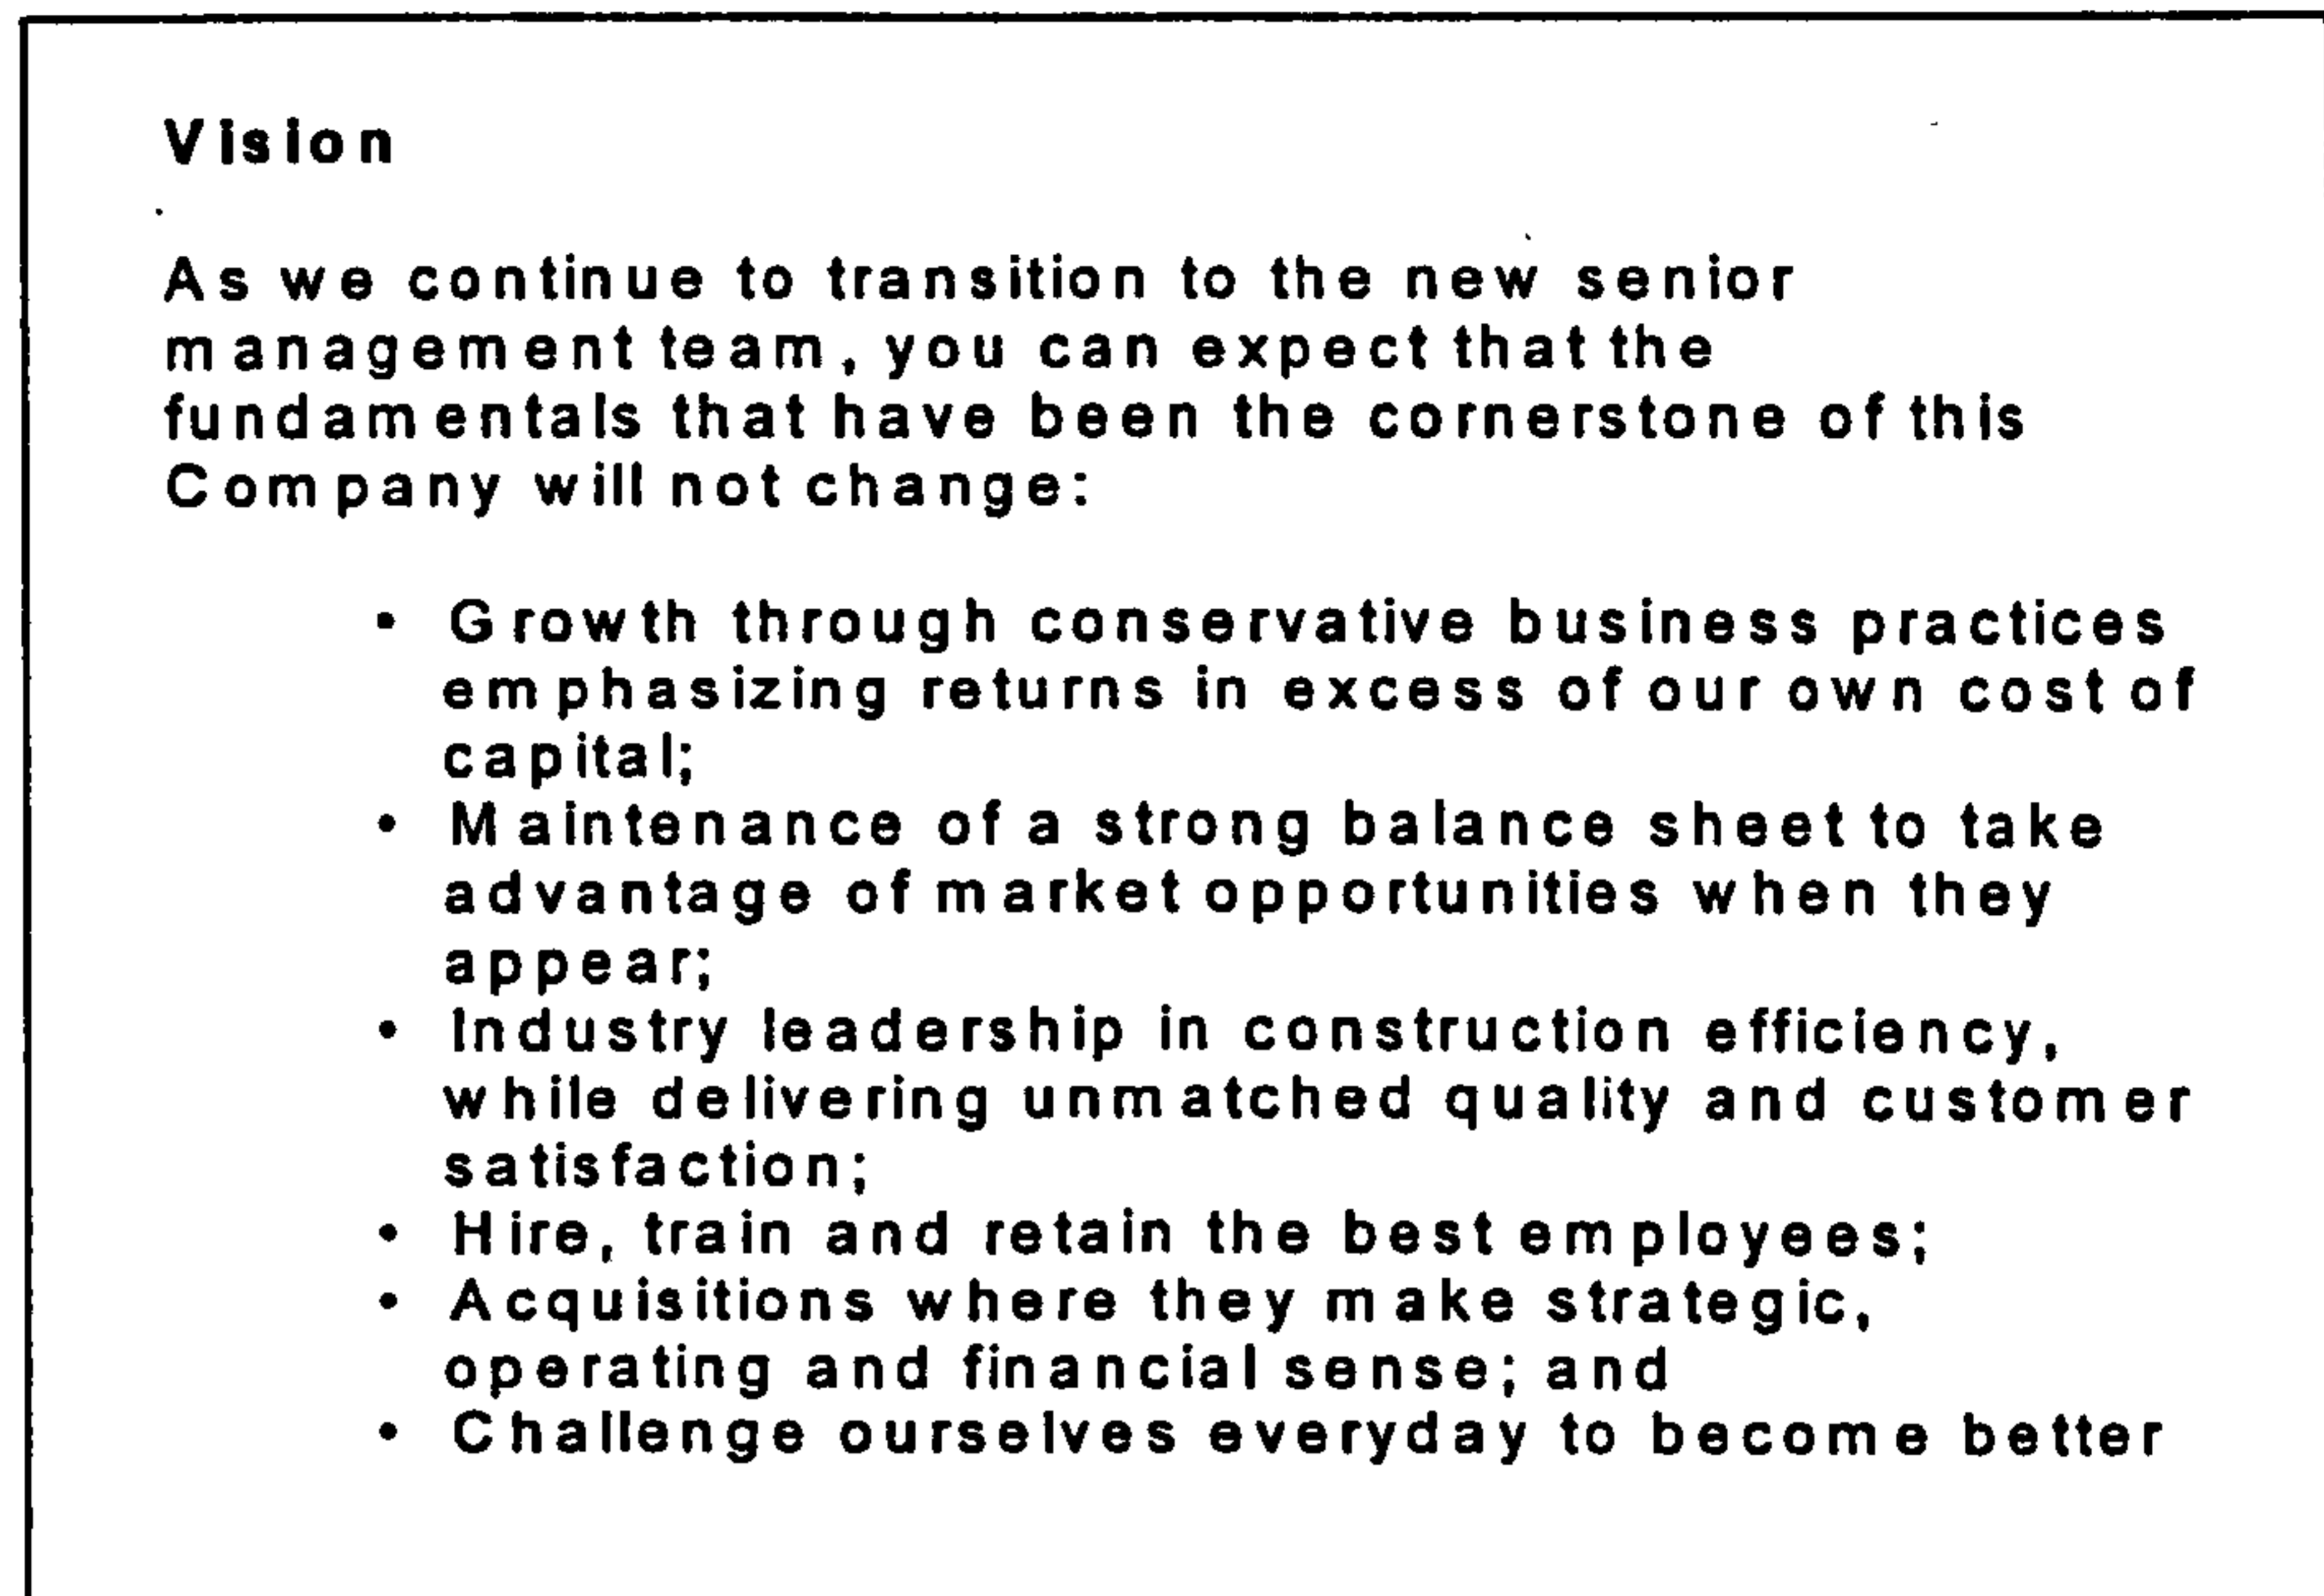 Vision
As we continue to transition to the new senior
management team, you can expect that the
fundamentals that have been the cornerstone of this
Company will not change:
• Growth through conservative business practices
emphasizing returns in excess of our own cost of
capital;
• Maintenance of a strong balance sheet to take
advantage of market opportunities when they
appear;
• Industry leadership in construction efficiency,
while delivering unmatched quality and customer
satisfaction;
• Hire, train and retain the best employees;
• Acquisitions where they make strategic,
operating and financial sense; and
• Challenge ourselves everyday to become better